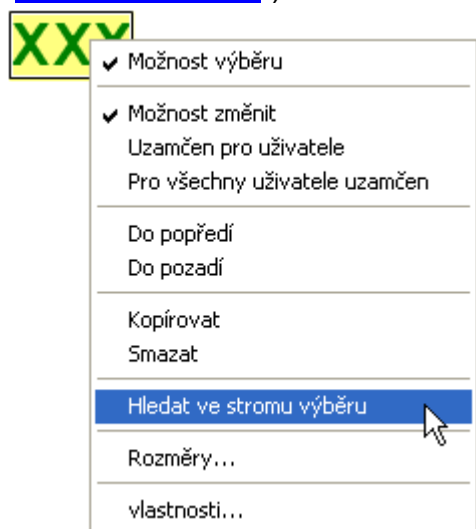 XXX
Možnost výběru
Možnost změnit
Uzamčen pro uživatele
Pro všechny uživatele uzamčen
Do popředí
Do pozadí
Kopírovat
Smazat
Hledat ve stromu výběru
Rozměry...
vlastnosti...